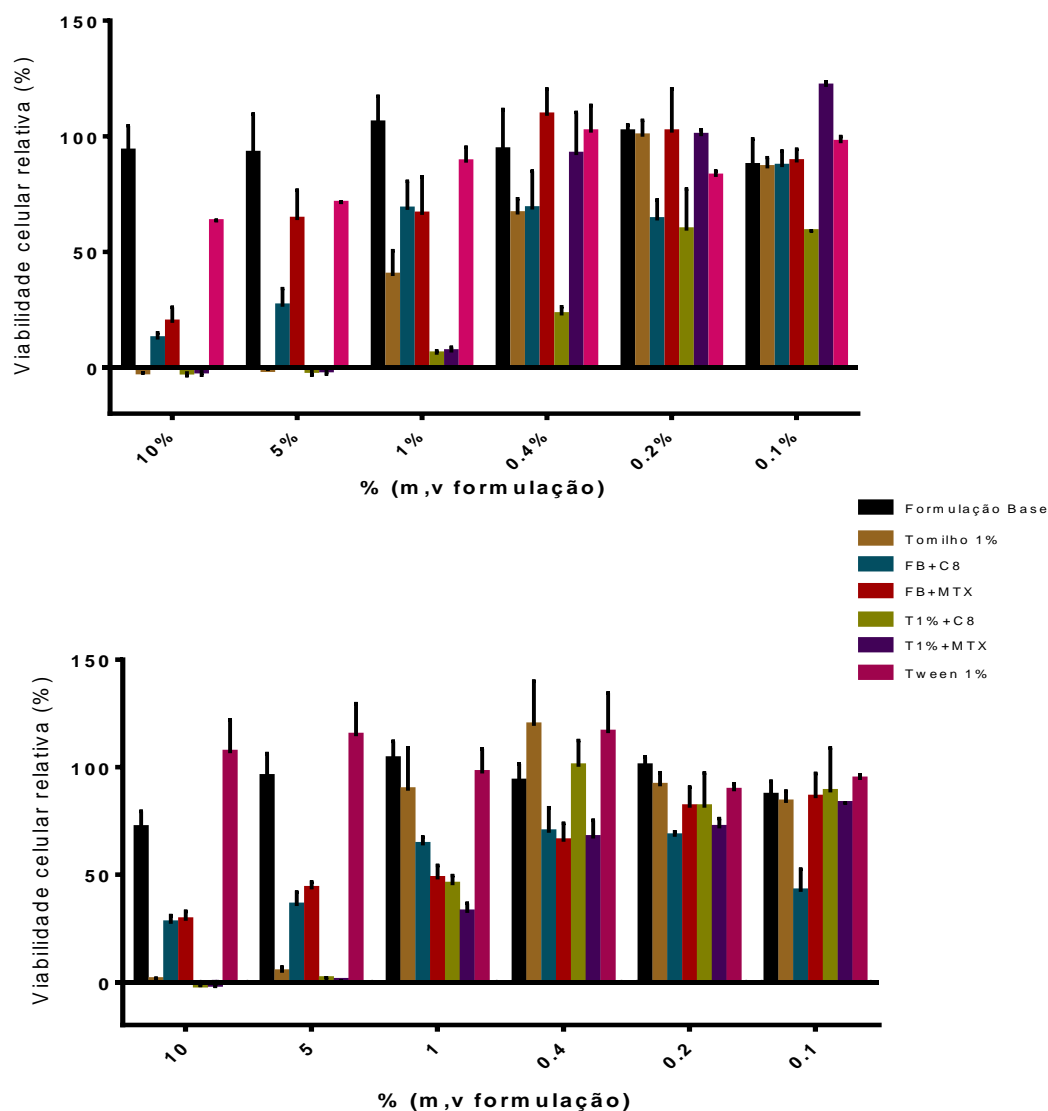 Viabilidade celular relativa (%)
150
100
50
0
10%
5%
1%
0.4%
0.2%
0.1%
% (m,v formulação)
Formulação Base
Tomilho 1%
FB+C8
FB+MTX
T1%+C8
T1%+MTX
Tween 1%
Viabilidade celular relativa (%)
150
100
50
0
10
5
1
0.4
0.2
0.1
% (m,v formulação)